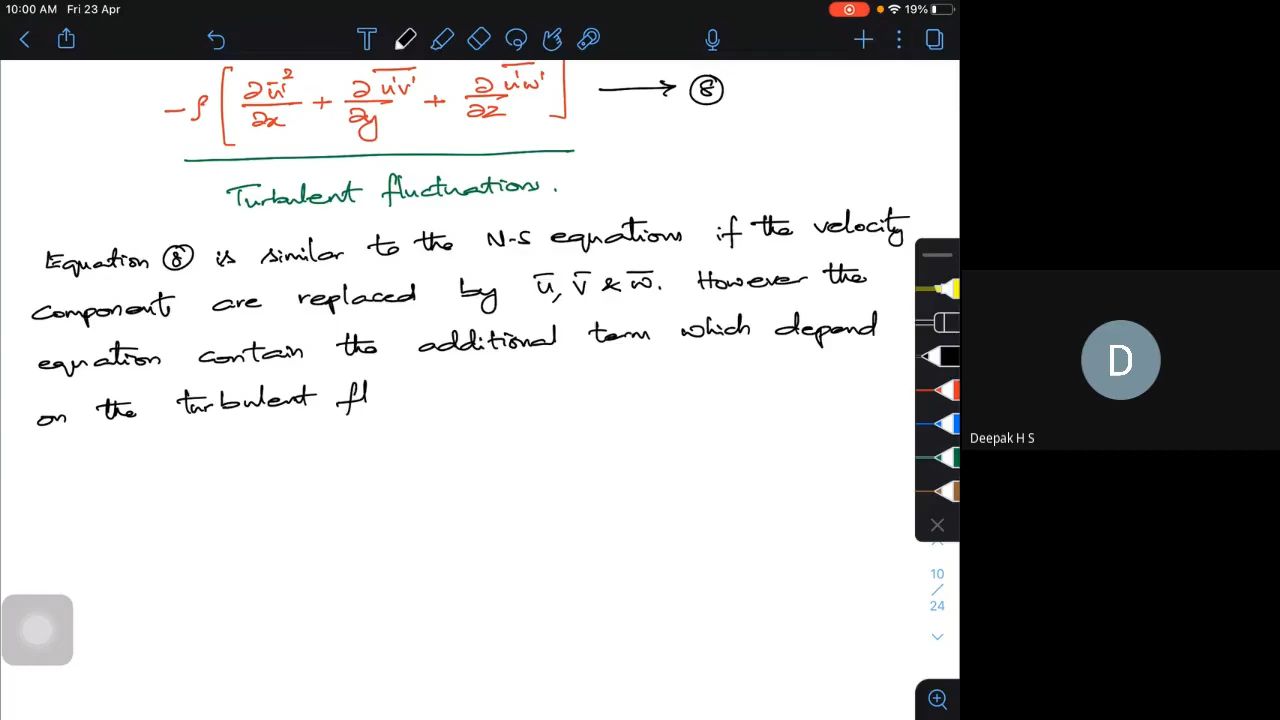 10:00 AM Fri 23 Apr 19%
T
-ρ [ ∂u̅'²/∂x + ∂u̅'v̅'/∂y + ∂u̅'w̅'/∂z ] → ⑧
Turbulent fluctuations.
Equation ⑧ is similar to the N-S equations if the velocity
component are replaced by u̅, v̅ & w̅. However the
equation contain the additional term which depend
on the turbulent fl
10
/
24
D
Deepak H S